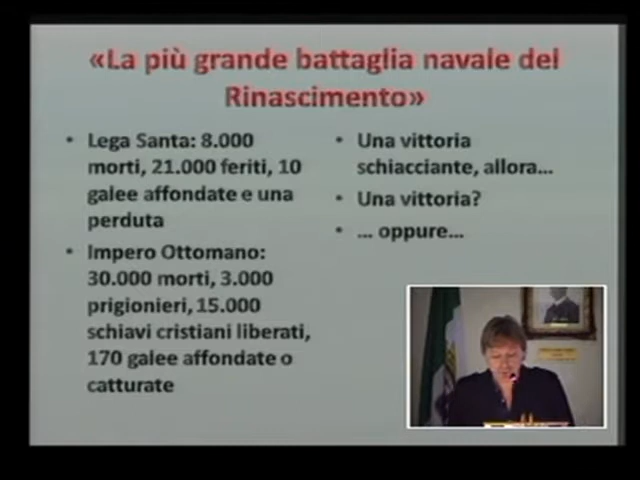 «La più grande battaglia navale del
Rinascimento»
• Lega Santa: 8.000
morti, 21.000 feriti, 10
galee affondate e una
perduta
• Impero Ottomano:
30.000 morti, 3.000
prigionieri, 15.000
schiavi cristiani liberati,
170 galee affondate o
catturate
• Una vittoria
schiacciante, allora...
• Una vittoria?
• ... oppure...